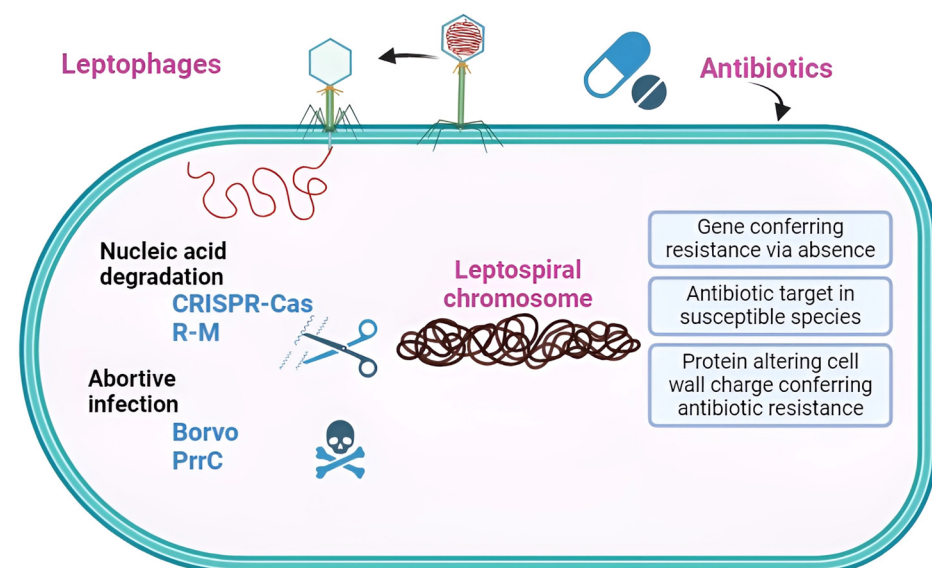 Leptophages
Antibiotics
Nucleic acid
degradation
CRISPR-Cas
R-M
Abortive
infection
Borvo
PrrC
Leptospiral
chromosome
Gene conferring
resistance via absence
Antibiotic target in
susceptible species
Protein altering cell
wall charge conferring
antibiotic resistance